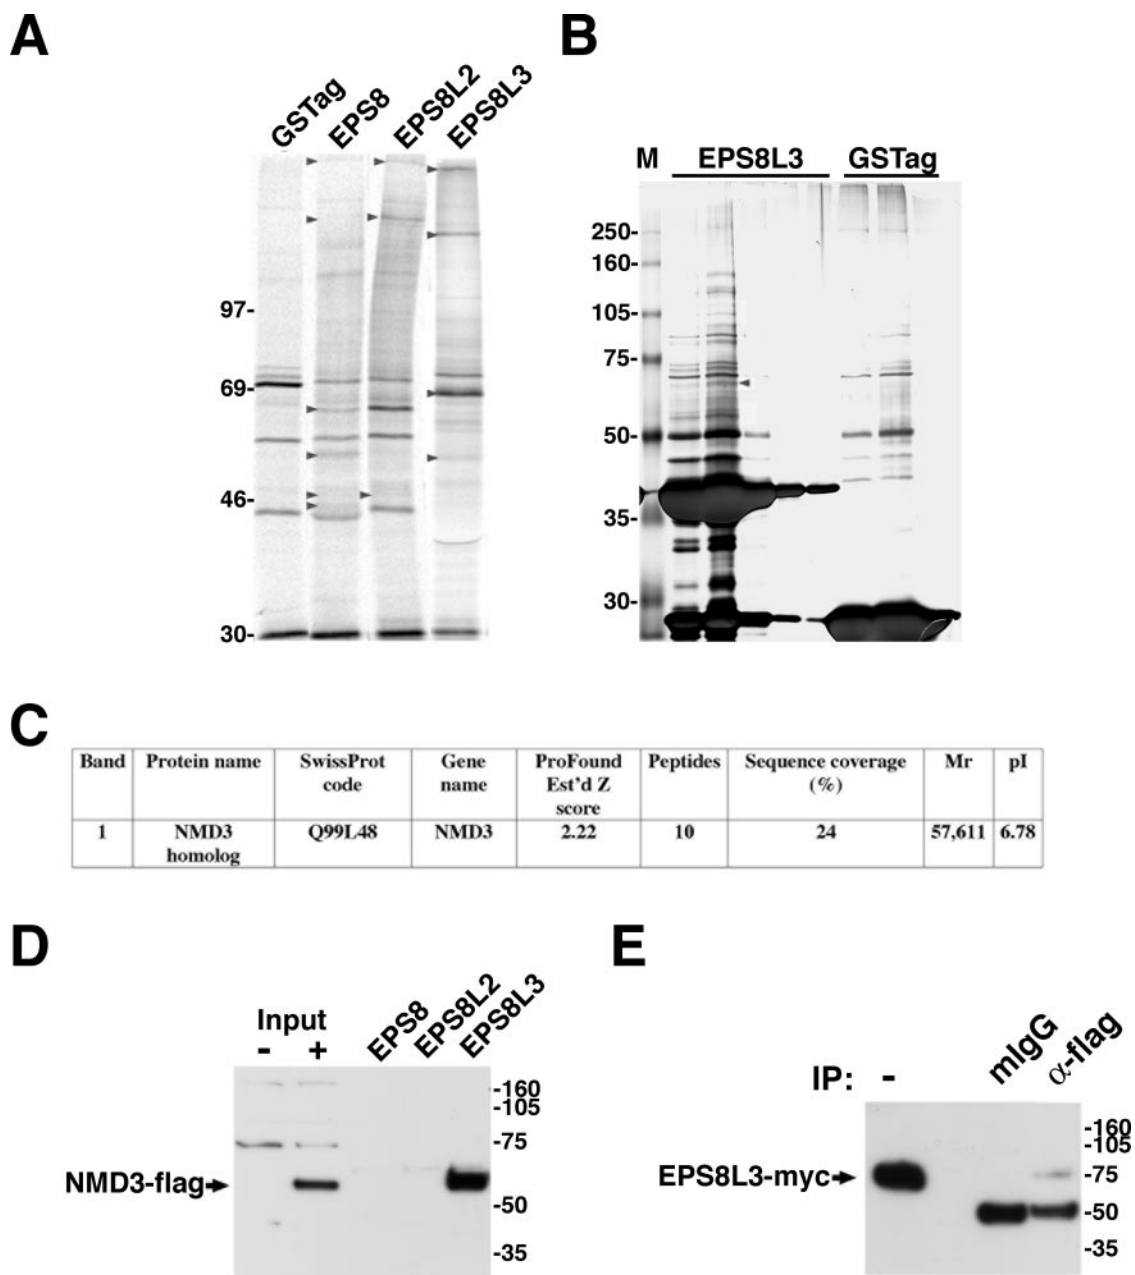 A
GSTag EPS8 EPS8L2 EPS8L3
97-
69-
46-
30-
B
M EPS8L3 GSTag
250-
160-
105-
75-
50-
35-
30-
C
Band Protein name SwissProt code Gene name ProFound Est'd Z score Peptides Sequence coverage (%) Mr pI
1 NMD3 homolog Q99L48 NMD3 2.22 10 24 57,611 6.78
D
Input EPS8 EPS8L2 EPS8L3
- +
-160
-105
-75
NMD3-flag
-50
-35
E
IP: - mIgG α-flag
-160
-105
EPS8L3-myc -75
-50
-35